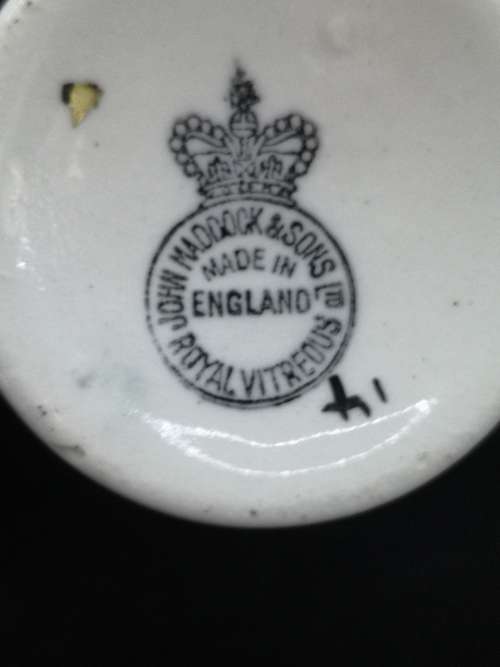 JOHN MADDOCK & SONS LTD
MADE IN
ENGLAND
ROYAL VITREOUS